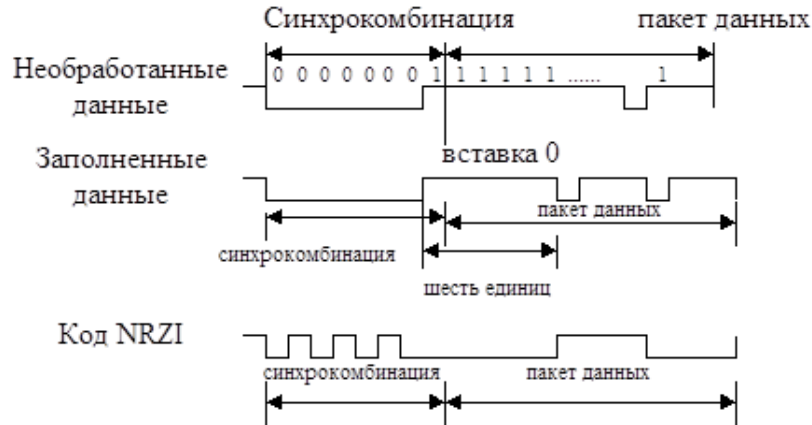 Синхрокомбинация пакет данных
Необработанные
данные
0 0 0 0 0 0 0 1 1 1 1 1 1 ...... 1
Заполненные
данные
вставка 0
пакет данных
синхрокомбинация
шесть единиц
Код NRZI
синхрокомбинация пакет данных